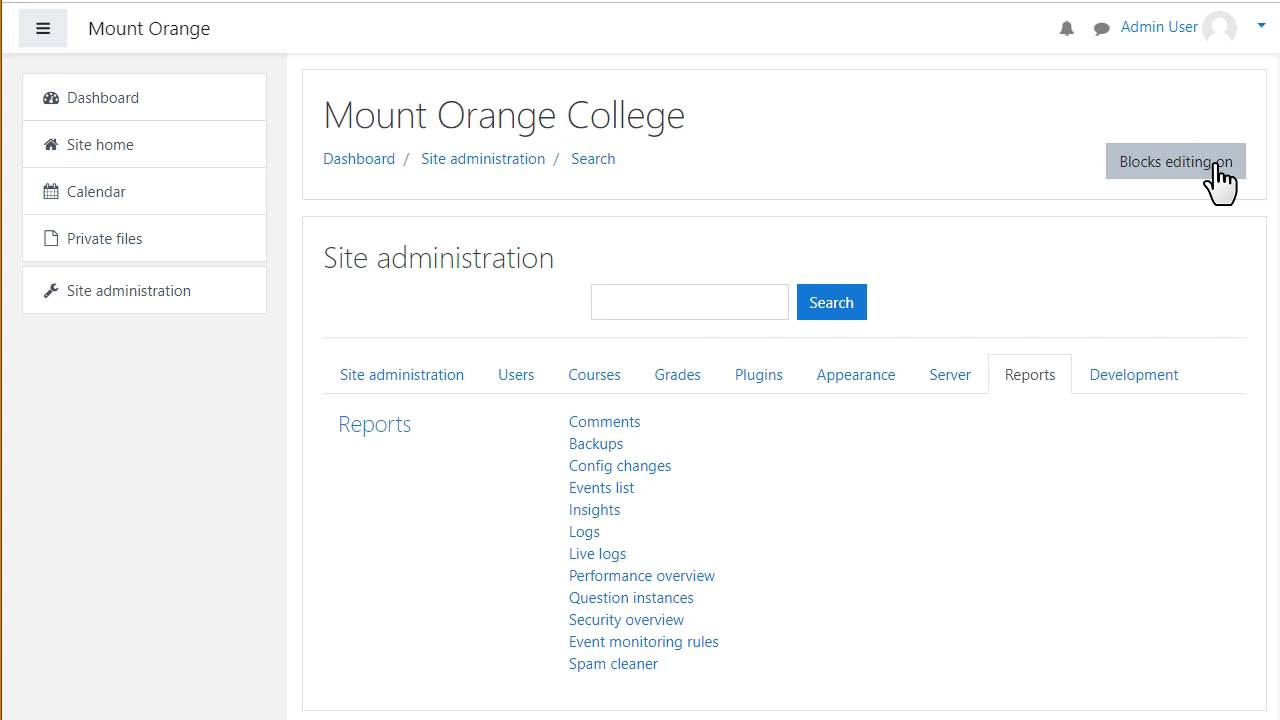 Mount Orange
Admin User
Dashboard
Site home
Calendar
Private files
Site administration
Mount Orange College
Dashboard / Site administration / Search
Blocks editing on
Site administration
Search
Site administration Users Courses Grades Plugins Appearance Server Reports Development
Reports
Comments
Backups
Config changes
Events list
Insights
Logs
Live logs
Performance overview
Question instances
Security overview
Event monitoring rules
Spam cleaner